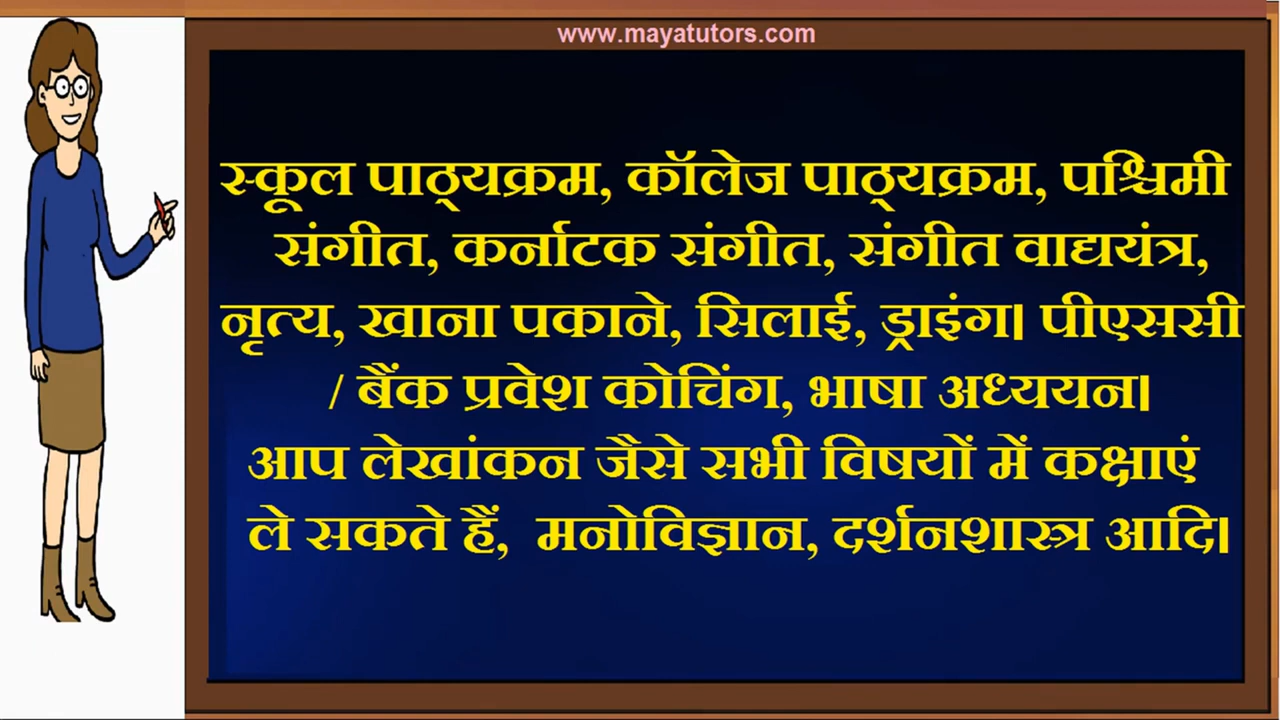 www.mayatutors.com
स्कूल पाठ्यक्रम, कॉलेज पाठ्यक्रम, पश्चिमी
संगीत, कर्नाटक संगीत, संगीत वाद्ययंत्र,
नृत्य, खाना पकाने, सिलाई, ड्राइंग। पीएससी
/ बैंक प्रवेश कोचिंग, भाषा अध्ययन।
आप लेखांकन जैसे सभी विषयों में कक्षाएं
ले सकते हैं, मनोविज्ञान, दर्शनशास्त्र आदि।